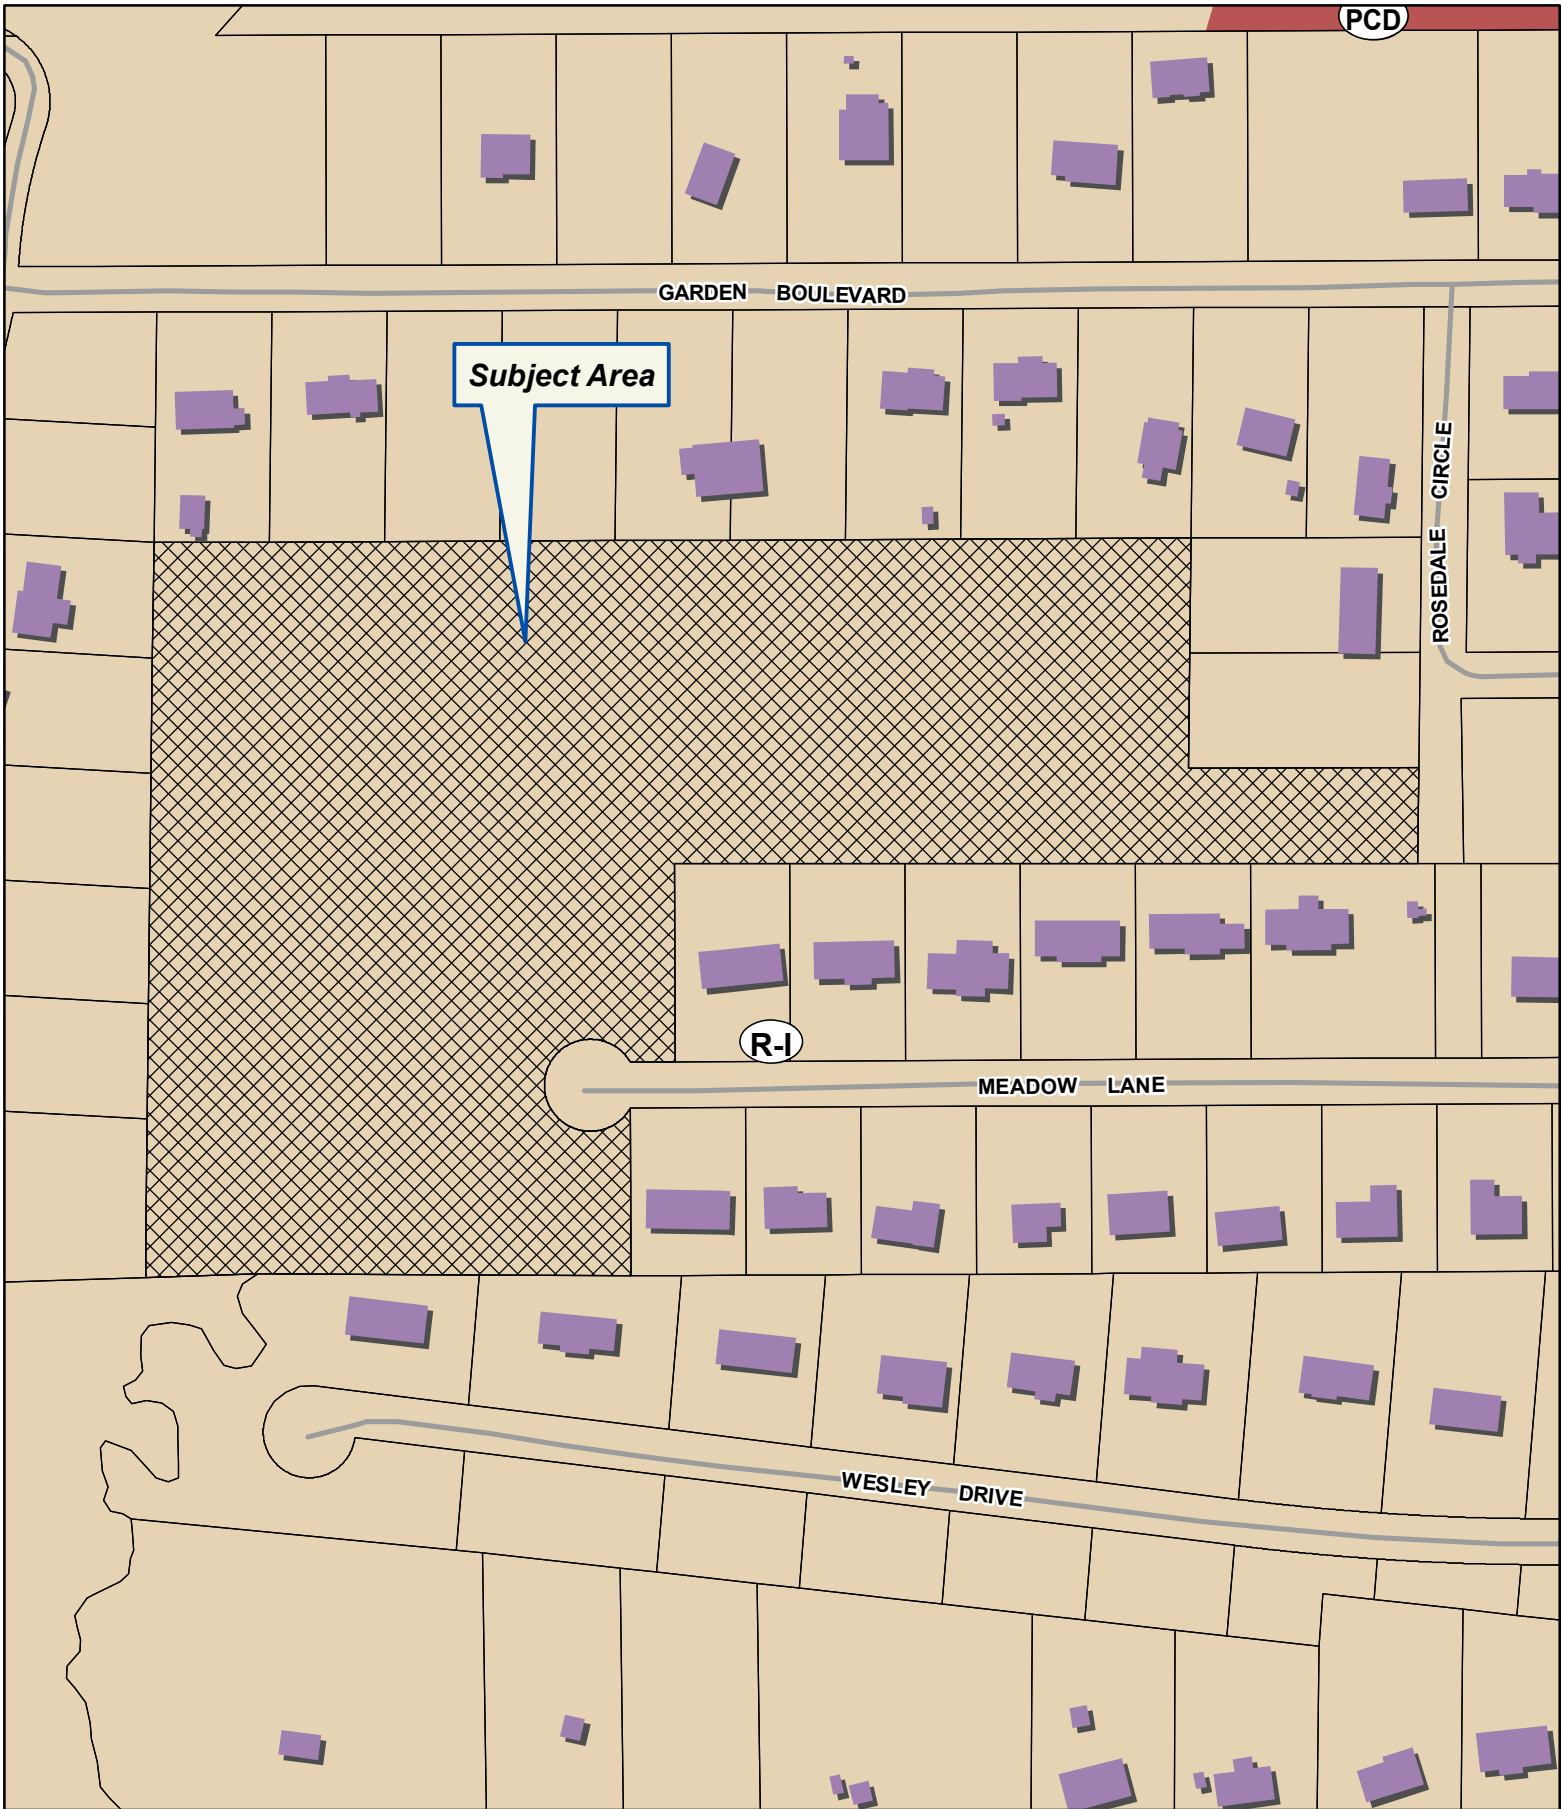 PCD
GARDEN BOULEVARD
Subject Area
ROSEDALE CIRCLE
R-I
MEADOW LANE
WESLEY DRIVE